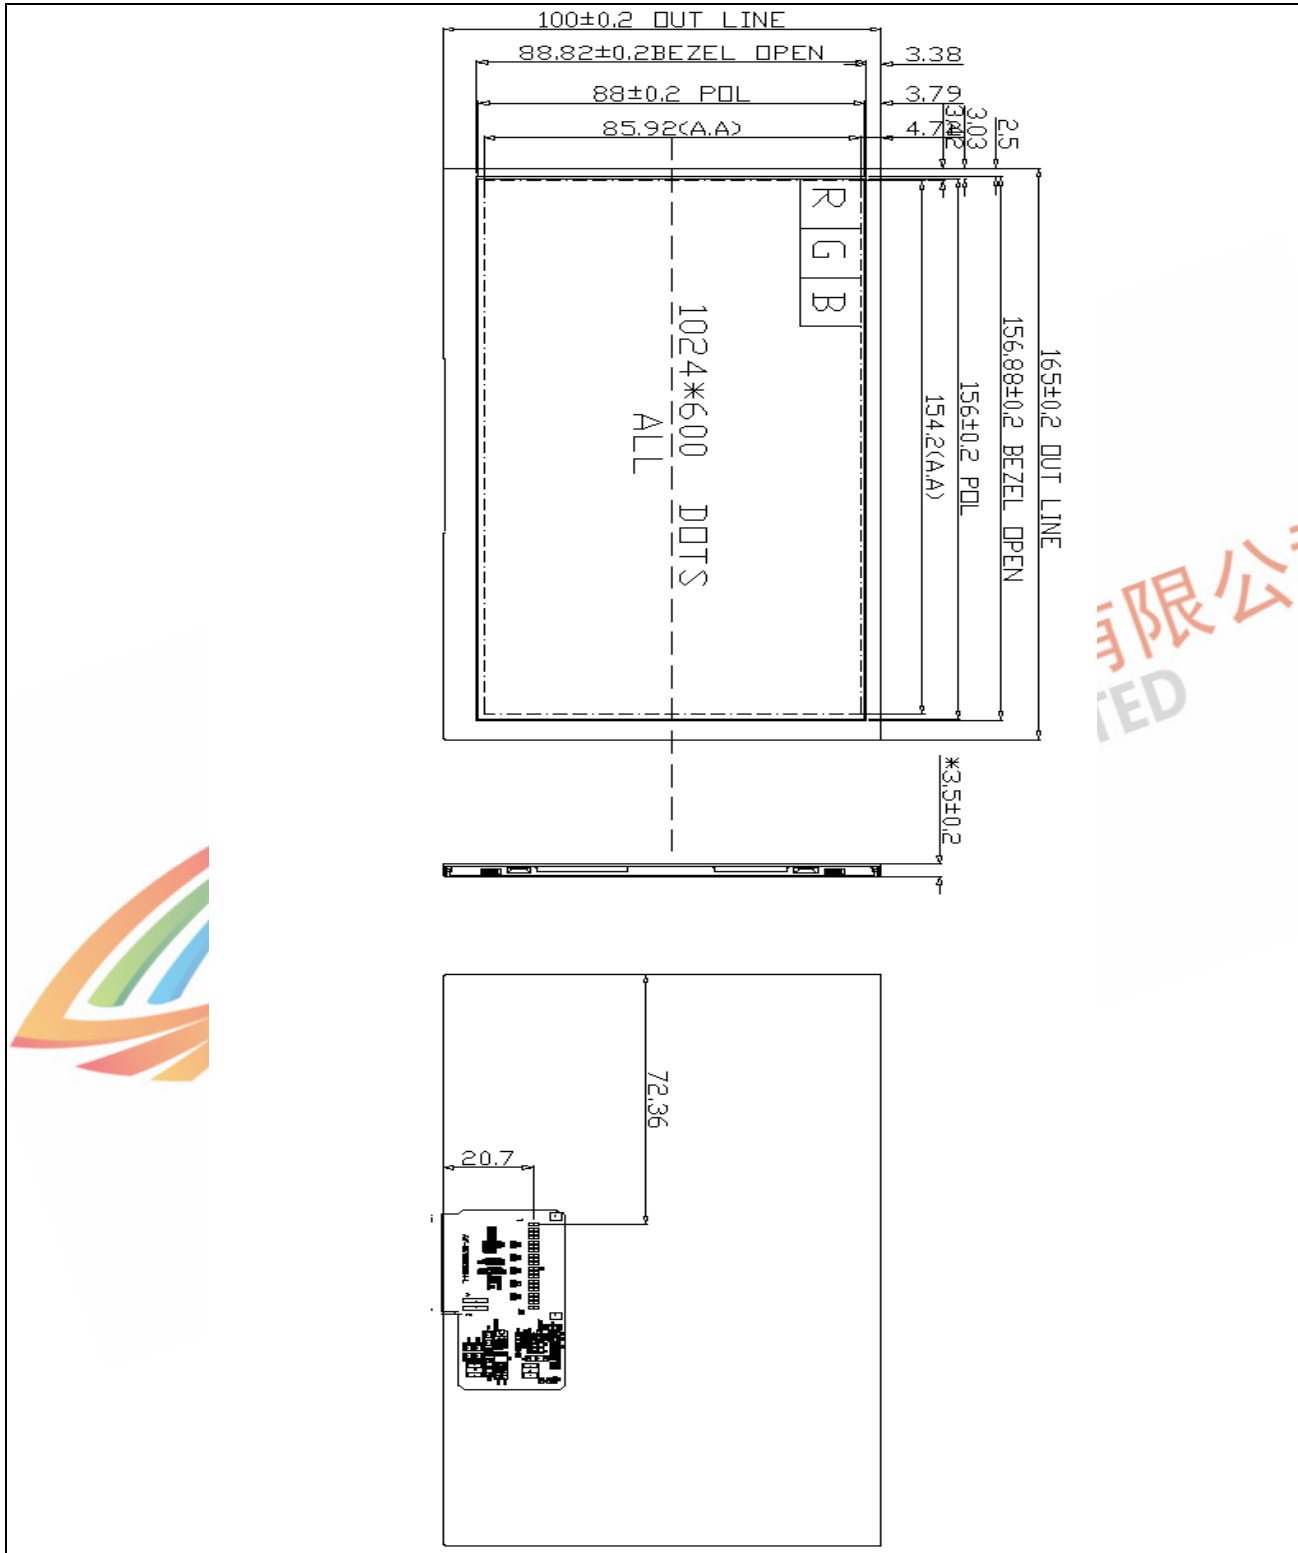 100±0.2 OUT LINE
88.82±0.2BEZEL OPEN
3.38
88±0.2 POL
3.79
85.92(A.A)
2.5
3.03
R
G
B
1024*600 DOTS
ALL
165±0.2 OUT LINE
156.88±0.2 BEZEL OPEN
156±0.2 POL
154.2(A.A)
有限公
TED
*3.5±0.2
72.36
20.7